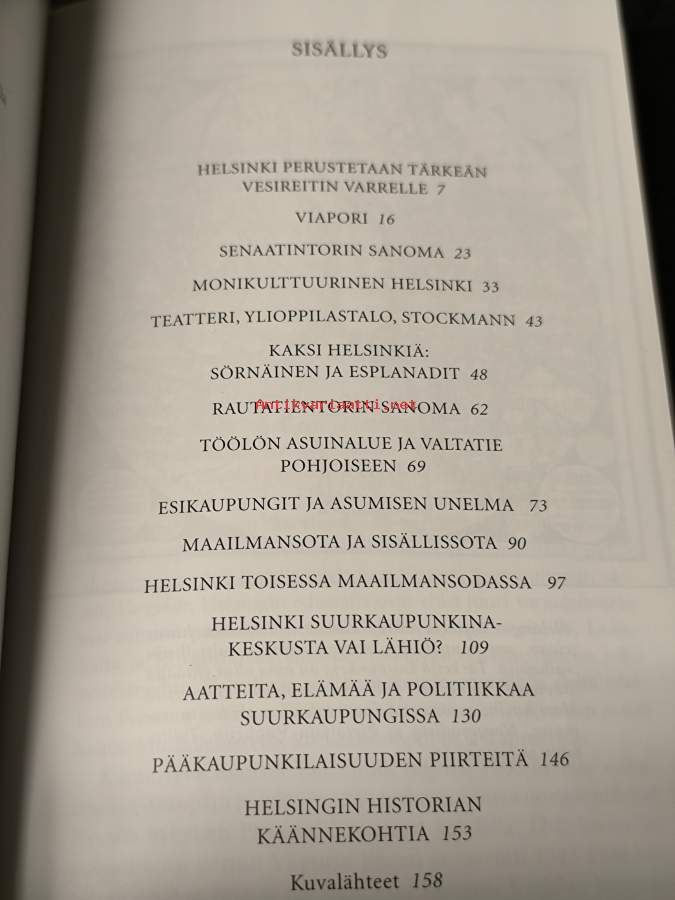 SISÄLLYS
HELSINKI PERUSTETAAN TÄRKEÄN
VESIREITIN VARRELLE 7
VIAPORI 16
SENAATINTORIN SANOMA 23
MONIKULTTUURINEN HELSINKI 33
TEATTERI, YLIOPPILASTALO, STOCKMANN 43
KAKSI HELSINKIÄ:
SÖRNÄINEN JA ESPLANADIT 48
Antikvariaatti.net
RAUTATIENTORIN SANOMA 62
TÖÖLÖN ASUINALUE JA VALTATIE
POHJOISEEN 69
ESIKAUPUNGIT JA ASUMISEN UNELMA 73
MAAILMANSOTA JA SISÄLLISSOTA 90
HELSINKI TOISESSA MAAILMANSODASSA 97
HELSINKI SUURKAUPUNKINA-
KESKUSTA VAI LÄHIÖ? 109
AATTEITA, ELÄMÄÄ JA POLITIIKKAA
SUURKAUPUNGISSA 130
PÄÄKAUPUNKILAISUUDEN PIIRTEITÄ 146
HELSINGIN HISTORIAN
KÄÄNNEKOHTIA 153
Kuvalähteet 158